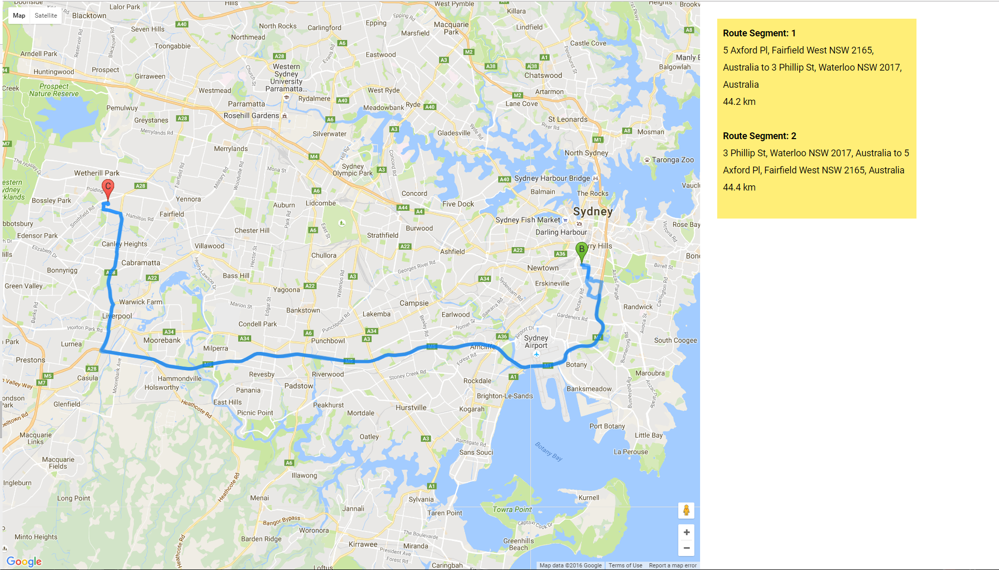 Map
Satellite
Doonside
Lalor Park
Hills
West Pymble
Killara
Heights
Blacktown
A40
Seven Hills
North Rocks
Carlingford
Epping
Epping Rd
Macquarie
Park
Marsfield
Lindfield
A8
Northmead
Toongabbie
A6
Castle Cove
Reservoir Rd
Blacktown Rd
Arndell Park
A28
Evans Rd
Eastwood
M2
A1
Penshurst St
Manly
A3
Huntingwood
Prospect
Church St
Western
Sydney
University
Parramatta...
A38
A38
Balgowlah
Girraween
Chatswood
Creek
Prospect
Nature Reserve
Westmead
Rydalmere
West Ryde
Artarmon
M2
Parramatta
A40
Meadowbank
Ryde
A40
Lane Cove
Pemulwuy
Rosehill Gardens
Greystanes
A28
A6
St Leonards
River Rd
Merrylands Rd
A3
Ryde Rd
Gladesville
A8
Mosman
Silverwater
M1
M7
Merrylands
Hill Rd
M4
Concord Rd
North Sydney
Taronga Zoo
The Horsley Dr
Wetherill Park
Fairfield Rd
Military Rd
Woodville Rd
Mona St
Sydney
Olympic Park
A3
A40
Sydney Harbour Bridge
C
A28
Polding
A6
Concord
Balmain
The Rocks
Bossley Park
Yennora
Auburn
Lidcombe
Five Dock
Smithfield Rd
Hamilton Rd
Fairfield
Park Rd
A44
A4
Sydney
Sydney Fish Market
Edensor Park
Chester Hill
A6
East St
Burwood
Darling Harbour
Victoria Rd
Rose Bay
Strathfield
Canley Heights
Villawood
A22
A22
B
rry Hills
Elizabeth Dr
Hector St
Chullora
Ashfield
A36
Cabramatta
Henry Lawson Dr
Georges River Rd
Newtown
Birrell St
Bonnyrigg
A28
A22
Bass Hill
Waterloo Rd
A3
A34
Sydenham Rd
Erskineville
Anzac Parade
Carrington Rd
Green Valley
Yagoona
A22
Warwick Farm
Marion St
Edgar St
Bankstown
Campsie
Illawarra Rd
Botany Rd
Randwick
Banks Rd
Liverpool
Punchbowl Rd
Lakemba
Bexley Rd
Earlwood
Homer St
Gardeners Rd
Avoca St
Hoxton Park Rd
Condell Park
A34
A6
A34
A3
A36
Airport Dr
Sydney
Airport
M1
Bunnerong Rd
South Coogee
Lurnea
Moorebank
Milperra
A34
Punchbowl
M5
Arncliffe
Forest Rd
Prestons
Moorebank Ave
M5
M5
M1
Botany
A28
Casula
Hammondville
Revesby
Riverwood
Stoney Creek Rd
A1
Maroubra
M5
M7
Holsworthy
Panania
Padstow
Rockdale
Banksmeadow
Bunnerong Rd
Anzac Parade
Glenfield
Heathcote Rd
East Hills
Peakhurst
Brighton-Le-Sands
Picnic Point
Mortdale
Hurstville
Kogarah
Port Botany
Macquarie
Links
Oatley
A3
Ramsgate Rd
Botany Bay
Little Bay
Sans Souci
La Perouse
Macquarie
Fields
A6
Illawong
Ingleburn
Heathcote Rd
A1
Long Point
Menai
Sylvania
Kurnell
Jannali
Taren Point
Towra Point
Bangor Bypass
Captain Cook Dr
Woronora
Minto Heights
Heathcote Rd
Barden Ridge
The Boulevarde
Greenhills
Beach
Kirrawee
Miranda
President Ave
Forest Rd
Loftus
Caringbah
Google
Map data ©2016 Google
Terms of Use
Report a map error
Route Segment: 1
5 Axford Pl, Fairfield West NSW 2165,
Australia to 3 Phillip St, Waterloo NSW 2017,
Australia
44.2 km
Route Segment: 2
3 Phillip St, Waterloo NSW 2017, Australia to 5
Axford Pl, Fairfield West NSW 2165, Australia
44.4 km